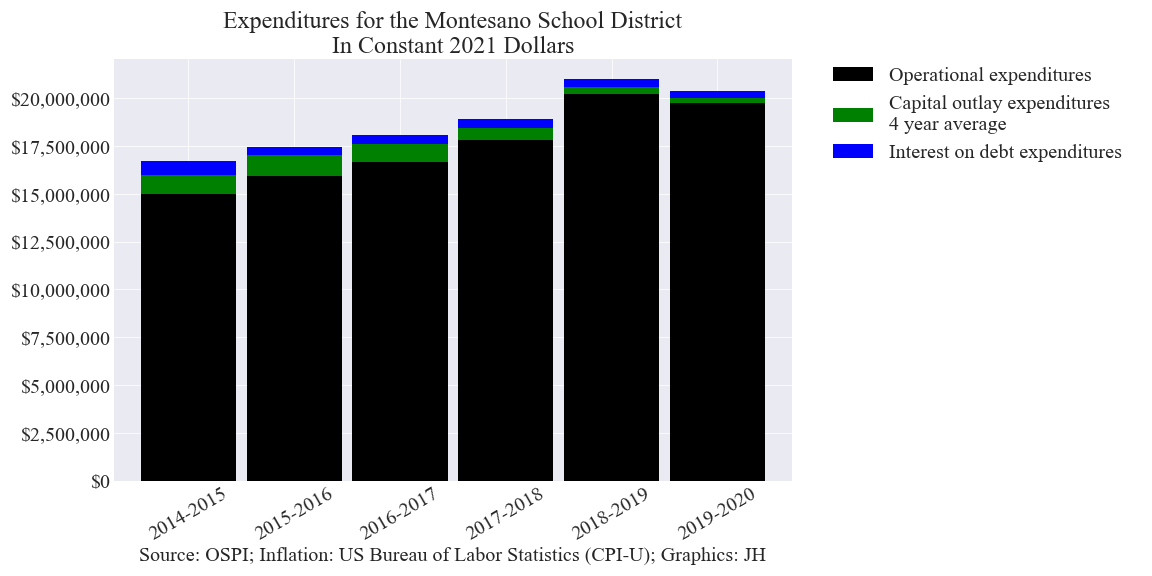 Expenditures for the Montesano School District
In Constant 2021 Dollars
Operational expenditures
Capital outlay expenditures
4 year average
Interest on debt expenditures
$20,000,000
$17,500,000
$15,000,000
$12,500,000
$10,000,000
$7,500,000
$5,000,000
$2,500,000
$0
2014-2015
2015-2016
2016-2017
2017-2018
2018-2019
2019-2020
Source: OSPI; Inflation: US Bureau of Labor Statistics (CPI-U); Graphics: JH